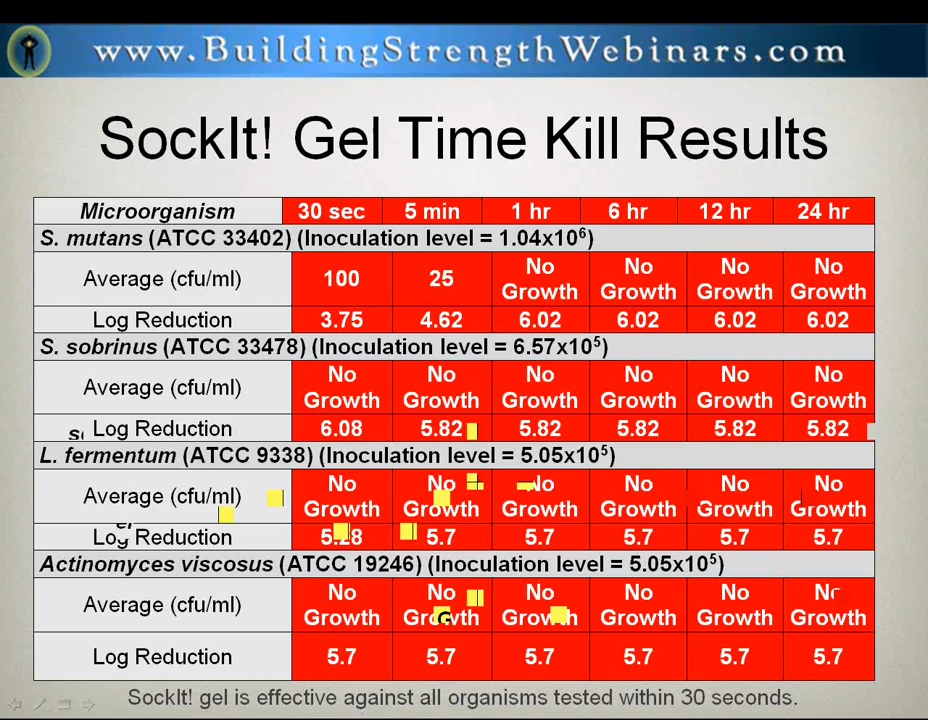 www.BuildingStrengthWebinars.com
SockIt! Gel Time Kill Results
Microorganism 30 sec 5 min 1 hr 6 hr 12 hr 24 hr
S. mutans (ATCC 33402) (Inoculation level = 1.04x10⁶)
Average (cfu/ml) 100 25 No Growth No Growth No Growth No Growth
Log Reduction 3.75 4.62 6.02 6.02 6.02 6.02
S. sobrinus (ATCC 33478) (Inoculation level = 6.57x10⁵)
Average (cfu/ml) No Growth No Growth No Growth No Growth No Growth No Growth
Log Reduction 6.08 5.82 5.82 5.82 5.82 5.82
L. fermentum (ATCC 9338) (Inoculation level = 5.05x10⁵)
Average (cfu/ml) No Growth No Growth No Growth No Growth No Growth No Growth
Log Reduction 5.28 5.7 5.7 5.7 5.7 5.7
Actinomyces viscosus (ATCC 19246) (Inoculation level = 5.05x10⁵)
Average (cfu/ml) No Growth No Growth No Growth No Growth No Growth No Growth
Log Reduction 5.7 5.7 5.7 5.7 5.7 5.7
SockIt! gel is effective against all organisms tested within 30 seconds.